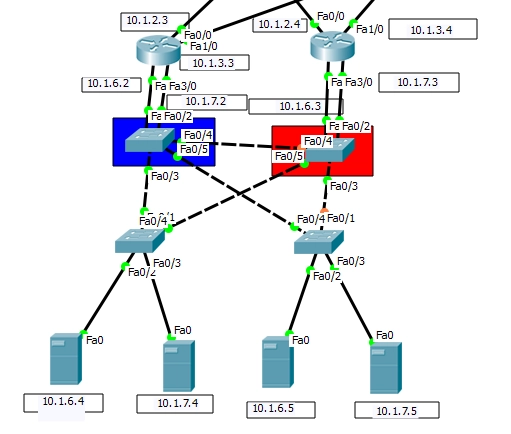 10.1.2.3
Fa0/0
Fa1/0
10.1.3.3
10.1.2.4
Fa0/0
Fa1/0
10.1.3.4
10.1.6.2
Fa Fa3/0
10.1.7.2
10.1.6.3
Fa3/0
10.1.7.3
Fa0/2
Fa0/4
Fa0/5
Fa0/3
Fa Fa0/2
Fa0/4
Fa0/5
Fa0/3
Fa0/4
Fa0/2
Fa0/3
Fa0/4
Fa0/1
Fa0/2
Fa0/3
Fa0
Fa0
Fa0
Fa0
10.1.6.4
10.1.7.4
10.1.6.5
10.1.7.5